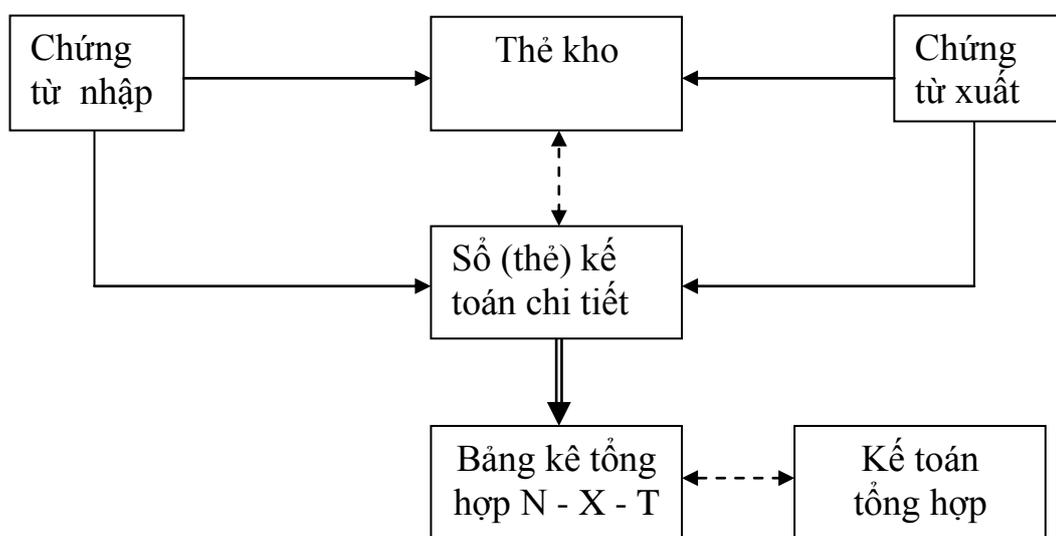 Chứng
từ nhập
Thẻ kho
Chứng
từ xuất
Sổ (thẻ) kế
toán chi tiết
Bảng kê tổng
hợp N - X - T
Kế toán
tổng hợp